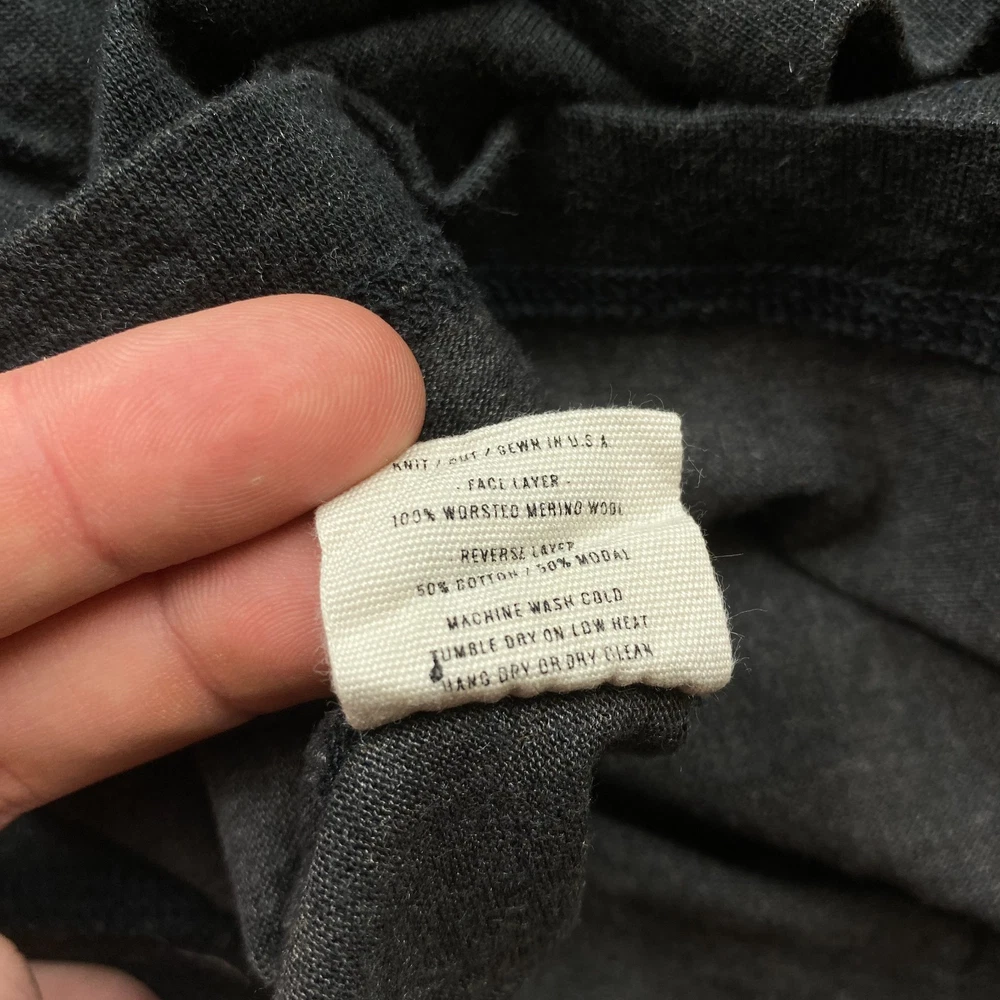 KNIT / CUT / SEWN IN U.S.A
- FACE LAYER -
100% WORSTED MERINO WOOL
REVERSE LAYER
50% COTTON / 50% MODAL
MACHINE WASH COLD
TUMBLE DRY ON LOW HEAT
HANG DRY OR DRY CLEAN